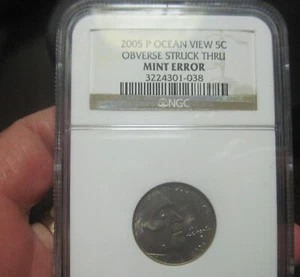 2005 P OCEAN VIEW 5C
OBVERSE STRUCK THRU
MINT ERROR
3224301-038
NGC